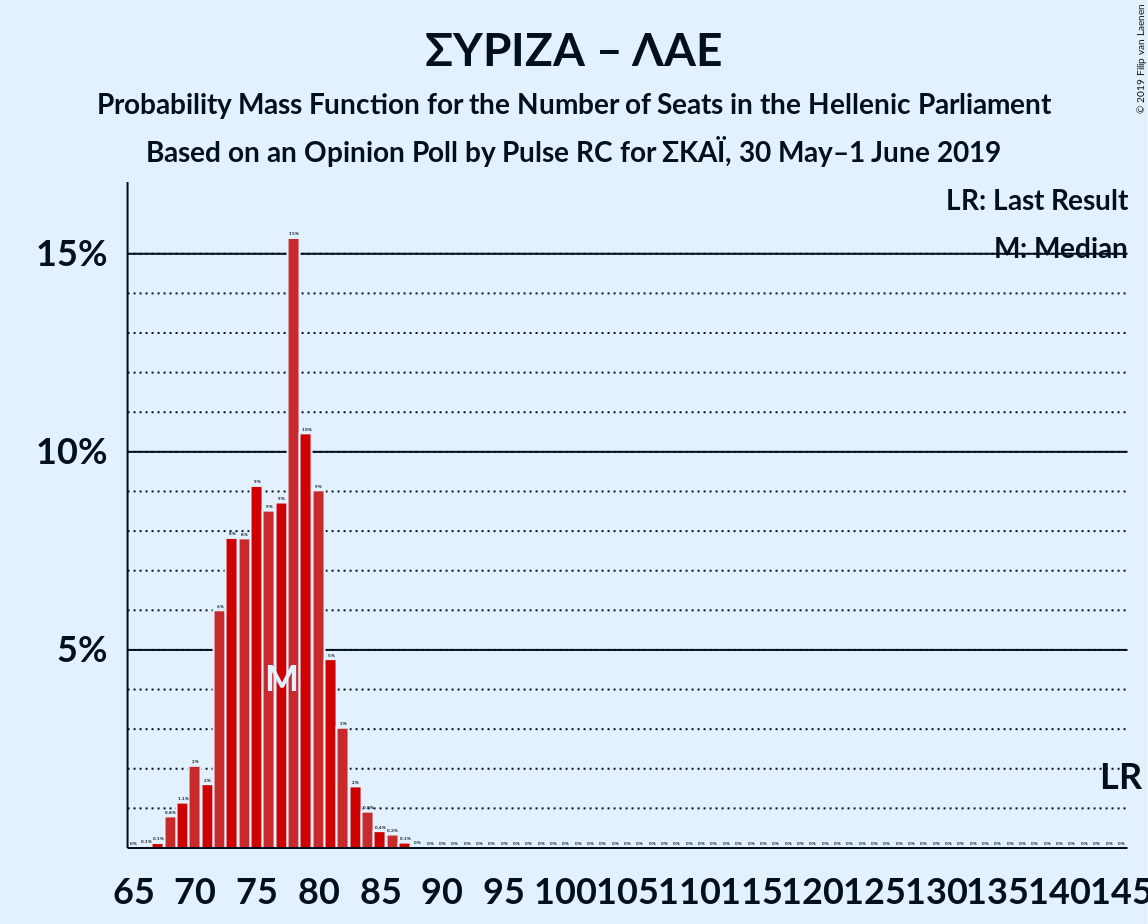 ΣΥΡΙΖΑ – ΛΑΕ
Probability Mass Function for the Number of Seats in the Hellenic Parliament
Based on an Opinion Poll by Pulse RC for ΣΚΑΪ, 30 May–1 June 2019
© 2019 Filip van Laenen
LR: Last Result
M: Median
15%
10%
5%
M
LR
65 70 75 80 85 90 95 100 105 110 115 120 125 130 135 140 145